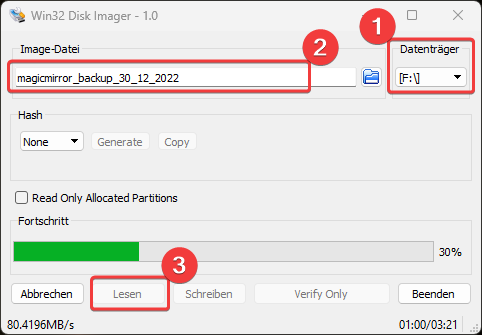 Win32 Disk Imager - 1.0
1
2
Image-Datei
Datenträger
magicmirror_backup_30_12_2022
[F:\]
Hash
None
Generate
Copy
Read Only Allocated Partitions
Fortschritt
30%
3
Abbrechen
Lesen
Schreiben
Verify Only
Beenden
80.4196MB/s
01:00/03:21